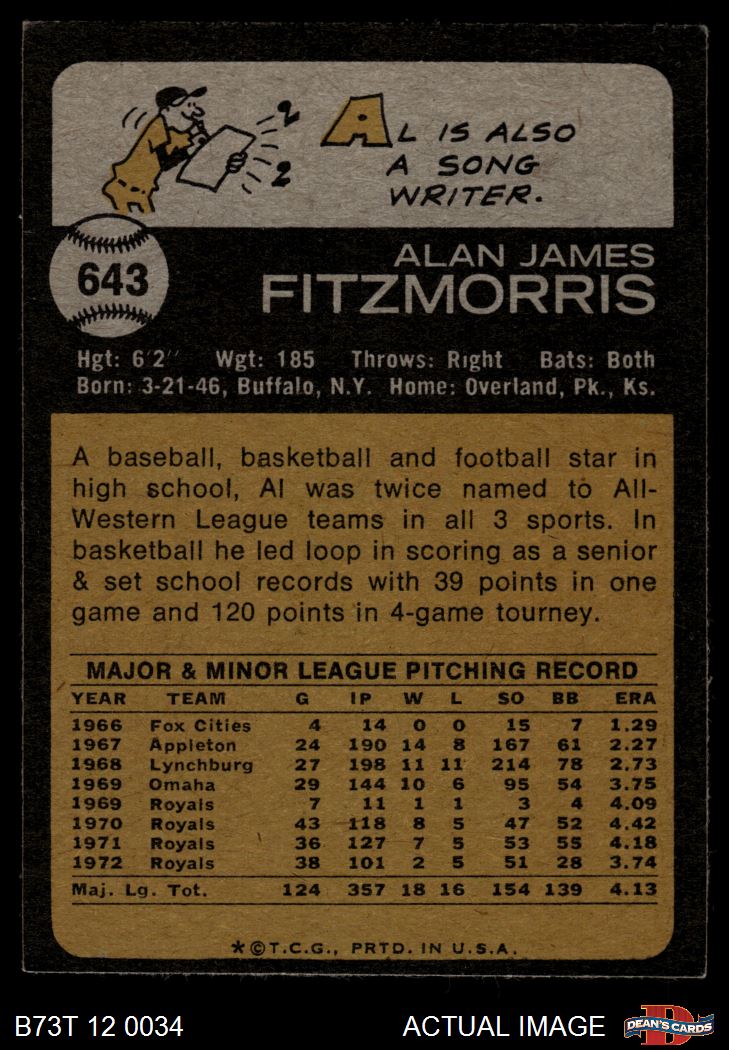 2
2
AL IS ALSO
A SONG
WRITER.
643
ALAN JAMES
FITZMORRIS
Hgt: 6'2" Wgt: 185 Throws: Right Bats: Both
Born: 3-21-46, Buffalo, N.Y. Home: Overland, Pk., Ks.
A baseball, basketball and football star in
high school, Al was twice named to All-
Western League teams in all 3 sports. In
basketball he led loop in scoring as a senior
& set school records with 39 points in one
game and 120 points in 4-game tourney.
MAJOR & MINOR LEAGUE PITCHING RECORD
YEAR TEAM G IP W L SO BB ERA
1966 Fox Cities 4 14 0 0 15 7 1.29
1967 Appleton 24 190 14 8 167 61 2.27
1968 Lynchburg 27 198 11 11 214 78 2.73
1969 Omaha 29 144 10 6 95 54 3.75
1969 Royals 7 11 1 1 3 4 4.09
1970 Royals 43 118 8 5 47 52 4.42
1971 Royals 36 127 7 5 53 55 4.18
1972 Royals 38 101 2 5 51 28 3.74
Maj. Lg. Tot. 124 357 18 16 154 139 4.13
*©T.C.G., PRTD. IN U.S.A.
B73T 12 0034 ACTUAL IMAGE
D
DEAN'S CARDS